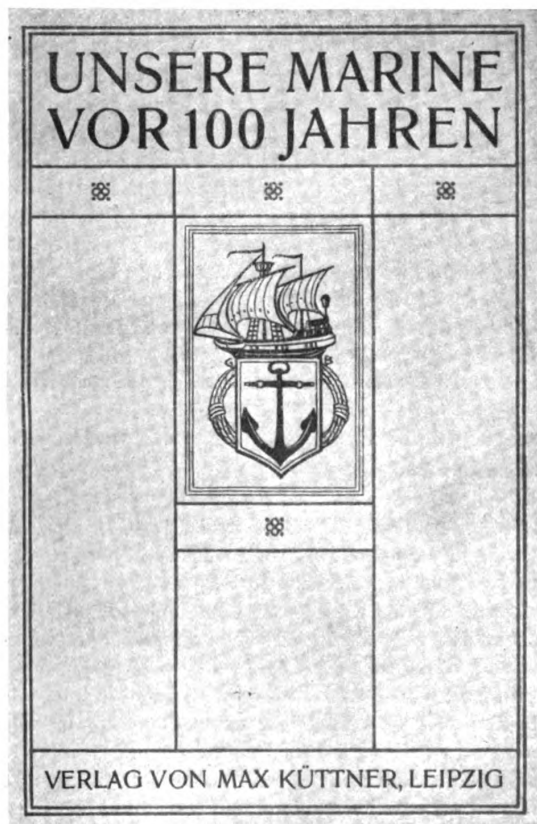 UNSERE MARINE
VOR 100 JAHREN
G B
VERLAG VON MAX KÜTTNER, LEIPZIG